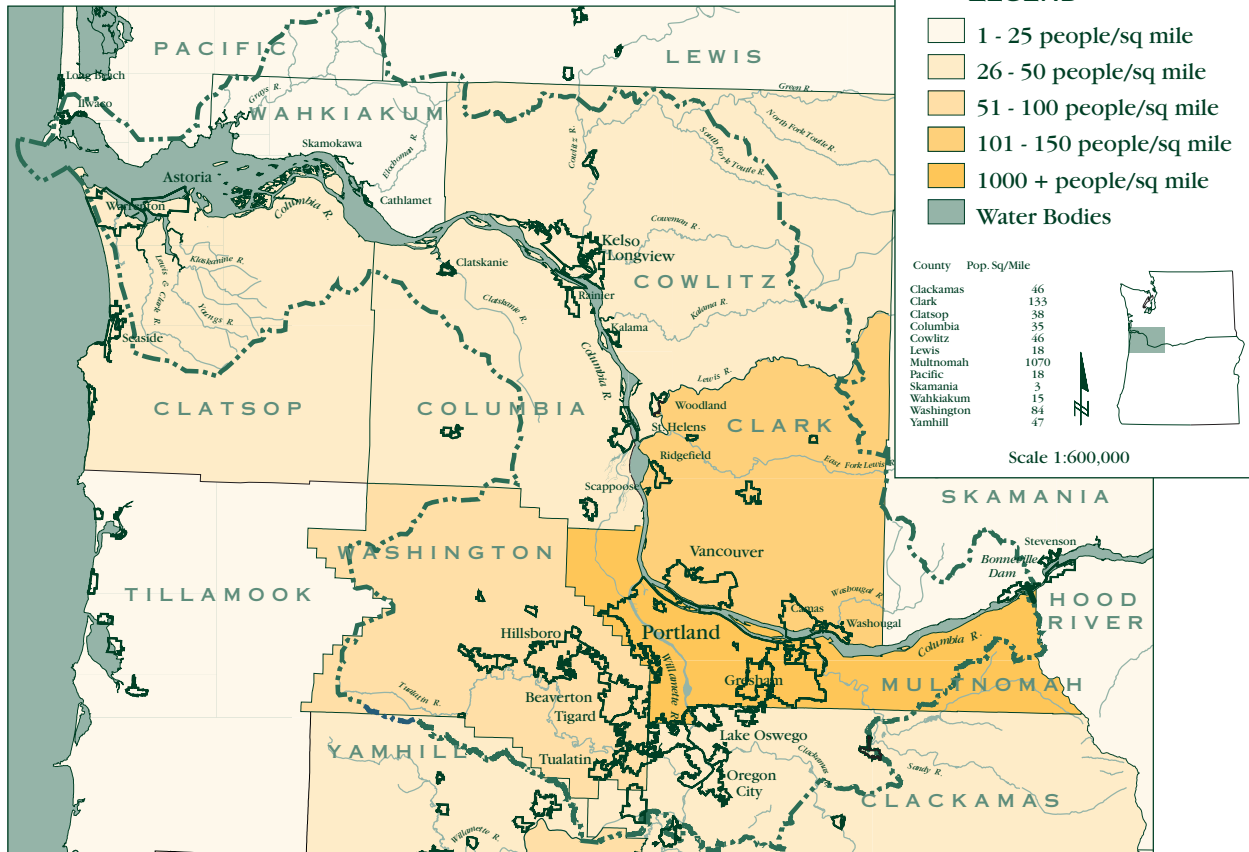 LEGEND
1 - 25 people/sq mile
26 - 50 people/sq mile
51 - 100 people/sq mile
101 - 150 people/sq mile
1000 + people/sq mile
Water Bodies
County Pop. Sq/Mile
Clackamas 46
Clark 133
Clatsop 38
Columbia 35
Cowlitz 46
Lewis 18
Multnomah 1070
Pacific 18
Skamania 3
Wahkiakum 15
Washington 84
Yamhill 47
N
Scale 1:600,000
PACIFIC
LEWIS
Long Beach
Ilwaco
Grays R.
Green R.
WAHKIAKUM
North Fork Toutle R.
South Fork Toutle R.
Cowlitz R.
Skamokawa
Elochoman R.
Astoria
Cathlamet
Warrenton
Columbia R.
Coweman R.
Kelso
Longview
Klaskanine R.
Lewis & Clark R.
Youngs R.
Clatskanie
COWLITZ
Clatskanie R.
Rainier
Kalama R.
Kalama
Seaside
Columbia R.
Lewis R.
CLATSOP
COLUMBIA
Woodland
St. Helens
CLARK
Ridgefield
East Fork Lewis R.
Scappoose
SKAMANIA
WASHINGTON
Vancouver
Stevenson
Bonneville
Dam
TILLAMOOK
Washougal R.
Camas
Washougal
HOOD
RIVER
Hillsboro
Portland
Columbia R.
Willamette R.
Gresham
MULTNOMAH
Tualatin R.
Beaverton
Tigard
Lake Oswego
YAMHILL
Tualatin
Clackamas
Sandy R.
Oregon
City
CLACKAMAS
Willamette R.